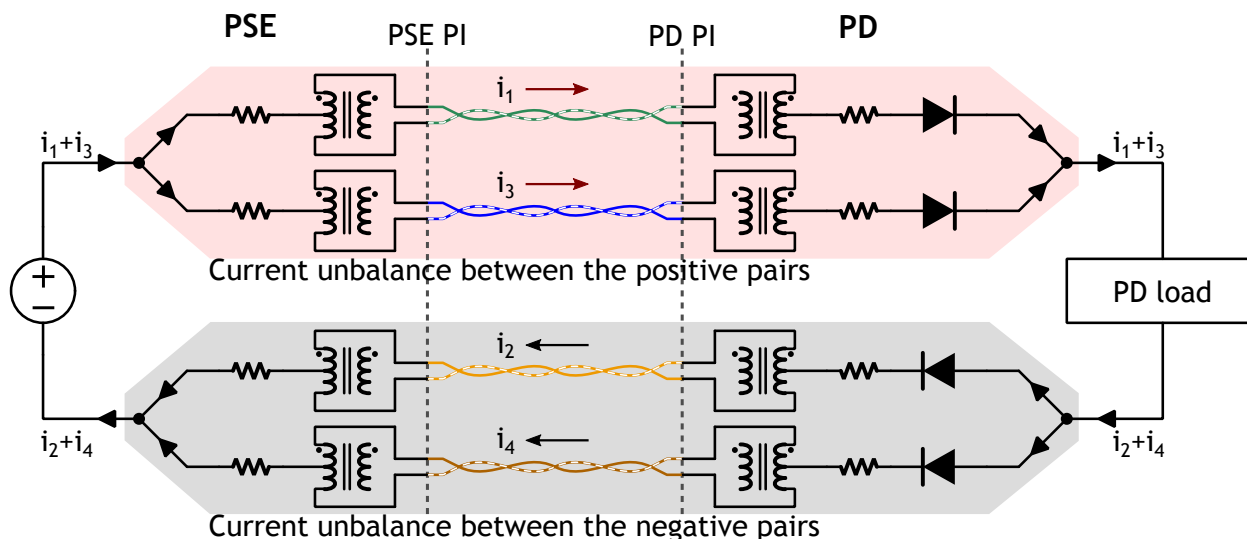 PSE
PSE PI
PD PI
PD
i₁
i₁+i₃
i₁+i₃
i₃
Current unbalance between the positive pairs
+
−
PD load
i₂
i₂+i₄
i₂+i₄
i₄
Current unbalance between the negative pairs